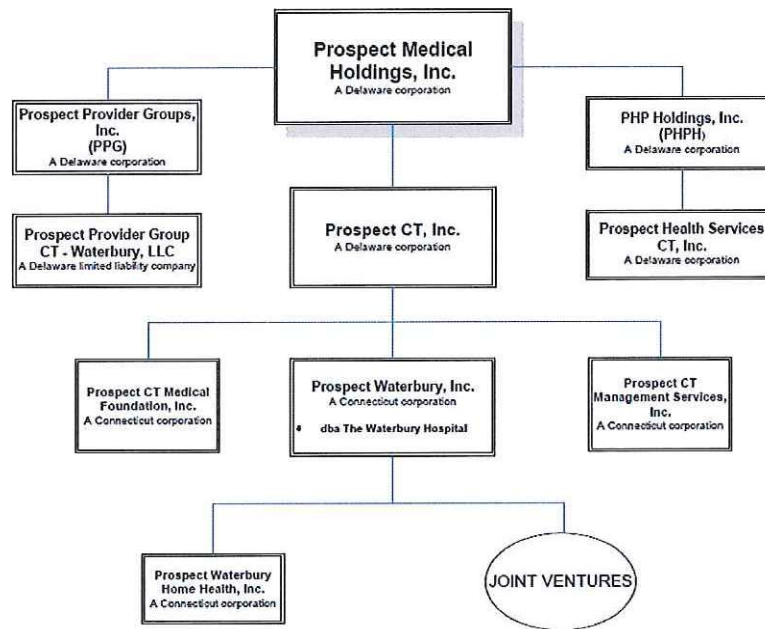 Prospect Medical
Holdings, Inc.
A Delaware corporation
Prospect Provider Groups,
Inc.
(PPG)
A Delaware corporation
PHP Holdings, Inc.
(PHPH)
A Delaware corporation
Prospect Provider Group
CT - Waterbury, LLC
A Delaware limited liability company
Prospect CT, Inc.
A Delaware corporation
Prospect Health Services
CT, Inc.
A Delaware corporation
Prospect CT Medical
Foundation, Inc.
A Connecticut corporation
Prospect Waterbury, Inc.
A Connecticut corporation
dba The Waterbury Hospital
Prospect CT
Management Services,
Inc.
A Connecticut corporation
Prospect Waterbury
Home Health, Inc.
A Connecticut corporation
JOINT VENTURES